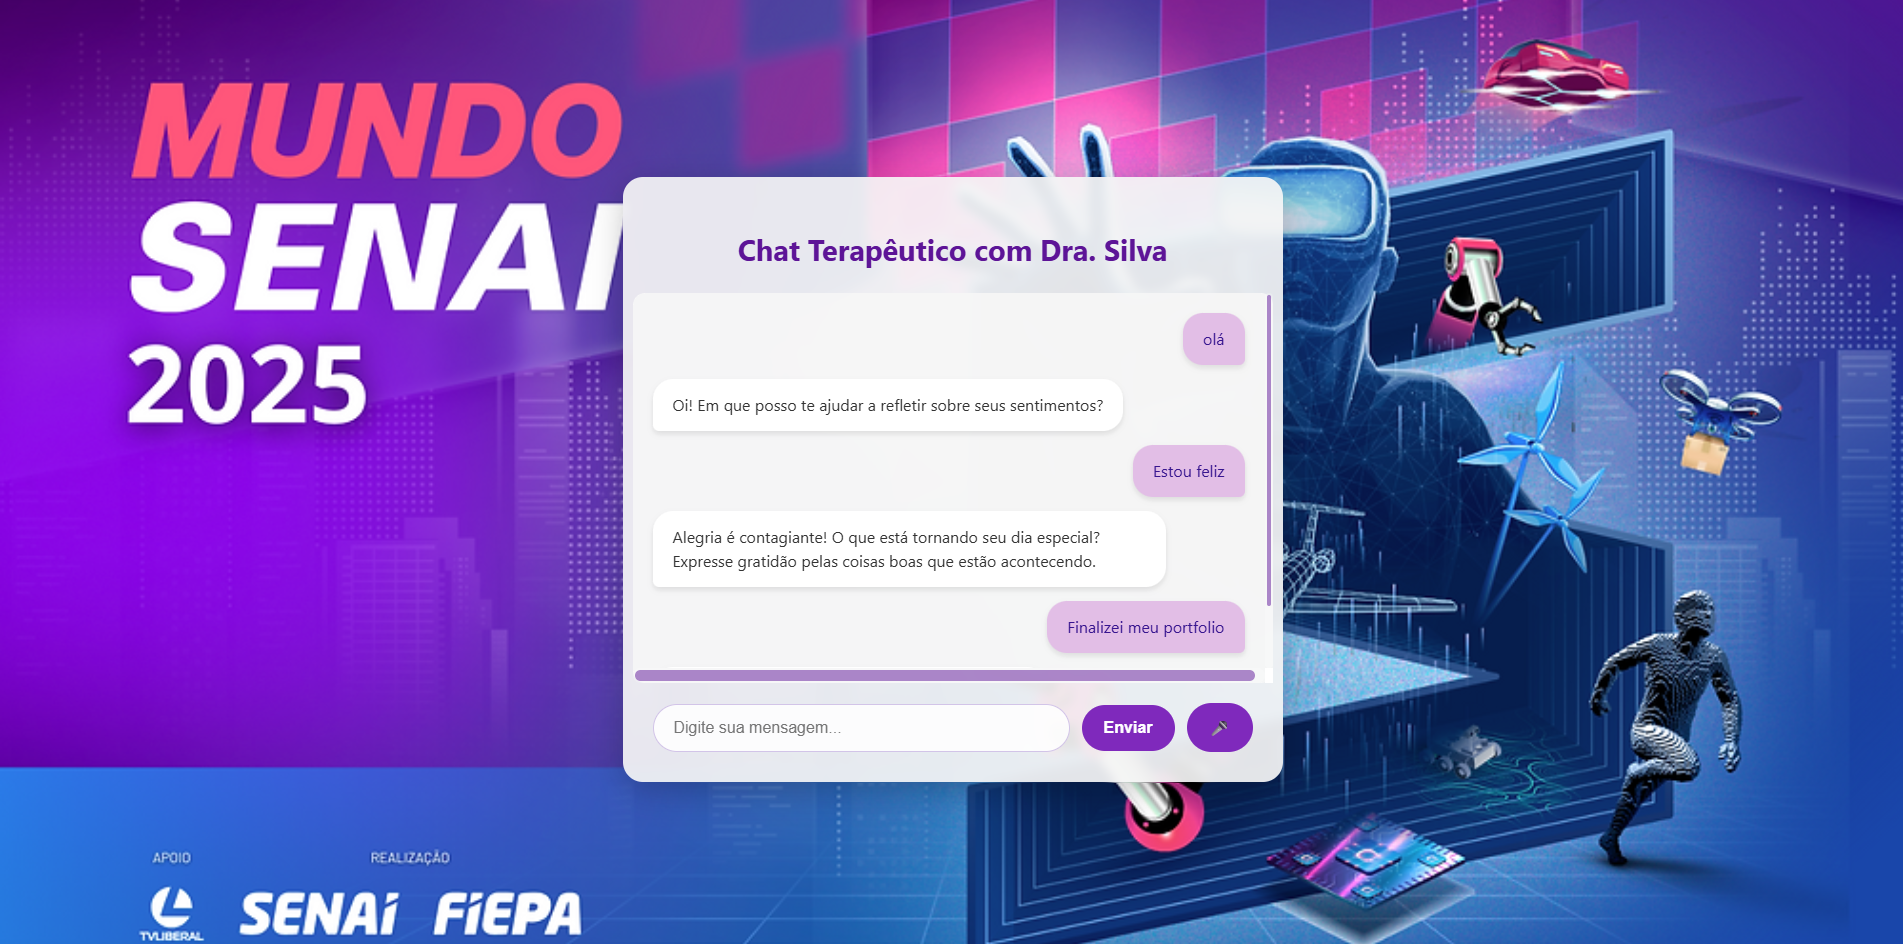 MUNDO
SENAI
2025
Chat Terapêutico com Dra. Silva
olá
Oi! Em que posso te ajudar a refletir sobre seus sentimentos?
Estou feliz
Alegria é contagiante! O que está tornando seu dia especial?
Expresse gratidão pelas coisas boas que estão acontecendo.
Finalizei meu portfolio
Digite sua mensagem...
Enviar
APOIO
REALIZAÇÃO
TVLIBERAL
SENAI
FIEPA